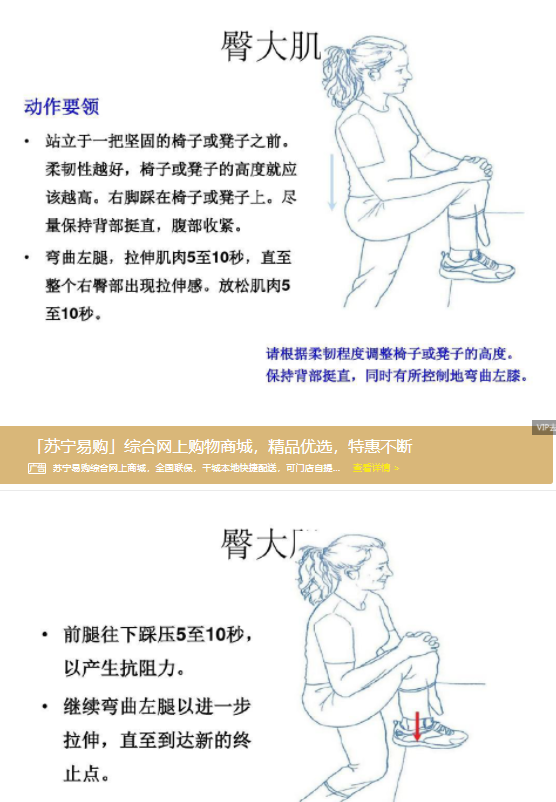 臀大肌
动作要领
• 站立于一把坚固的椅子或凳子之前。
柔韧性越好，椅子或凳子的高度就应
该越高。右脚踩在椅子或凳子上。尽
量保持背部挺直，腹部收紧。
• 弯曲左腿，拉伸肌肉5至10秒，直至
整个右臀部出现拉伸感。放松肌肉5
至10秒。
请根据柔韧程度调整椅子或凳子的高度。
保持背部挺直，同时有所控制地弯曲左膝。
VIP
「苏宁易购」综合网上购物商城，精品优选，特惠不断
广告 苏宁易购综合网上商城，全国联保，千城本地快捷配送，可门店自提... 查看详情 >
臀大
• 前腿往下踩压5至10秒，
以产生抗阻力。
• 继续弯曲左腿以进一步
拉伸，直至到达新的终
止点。